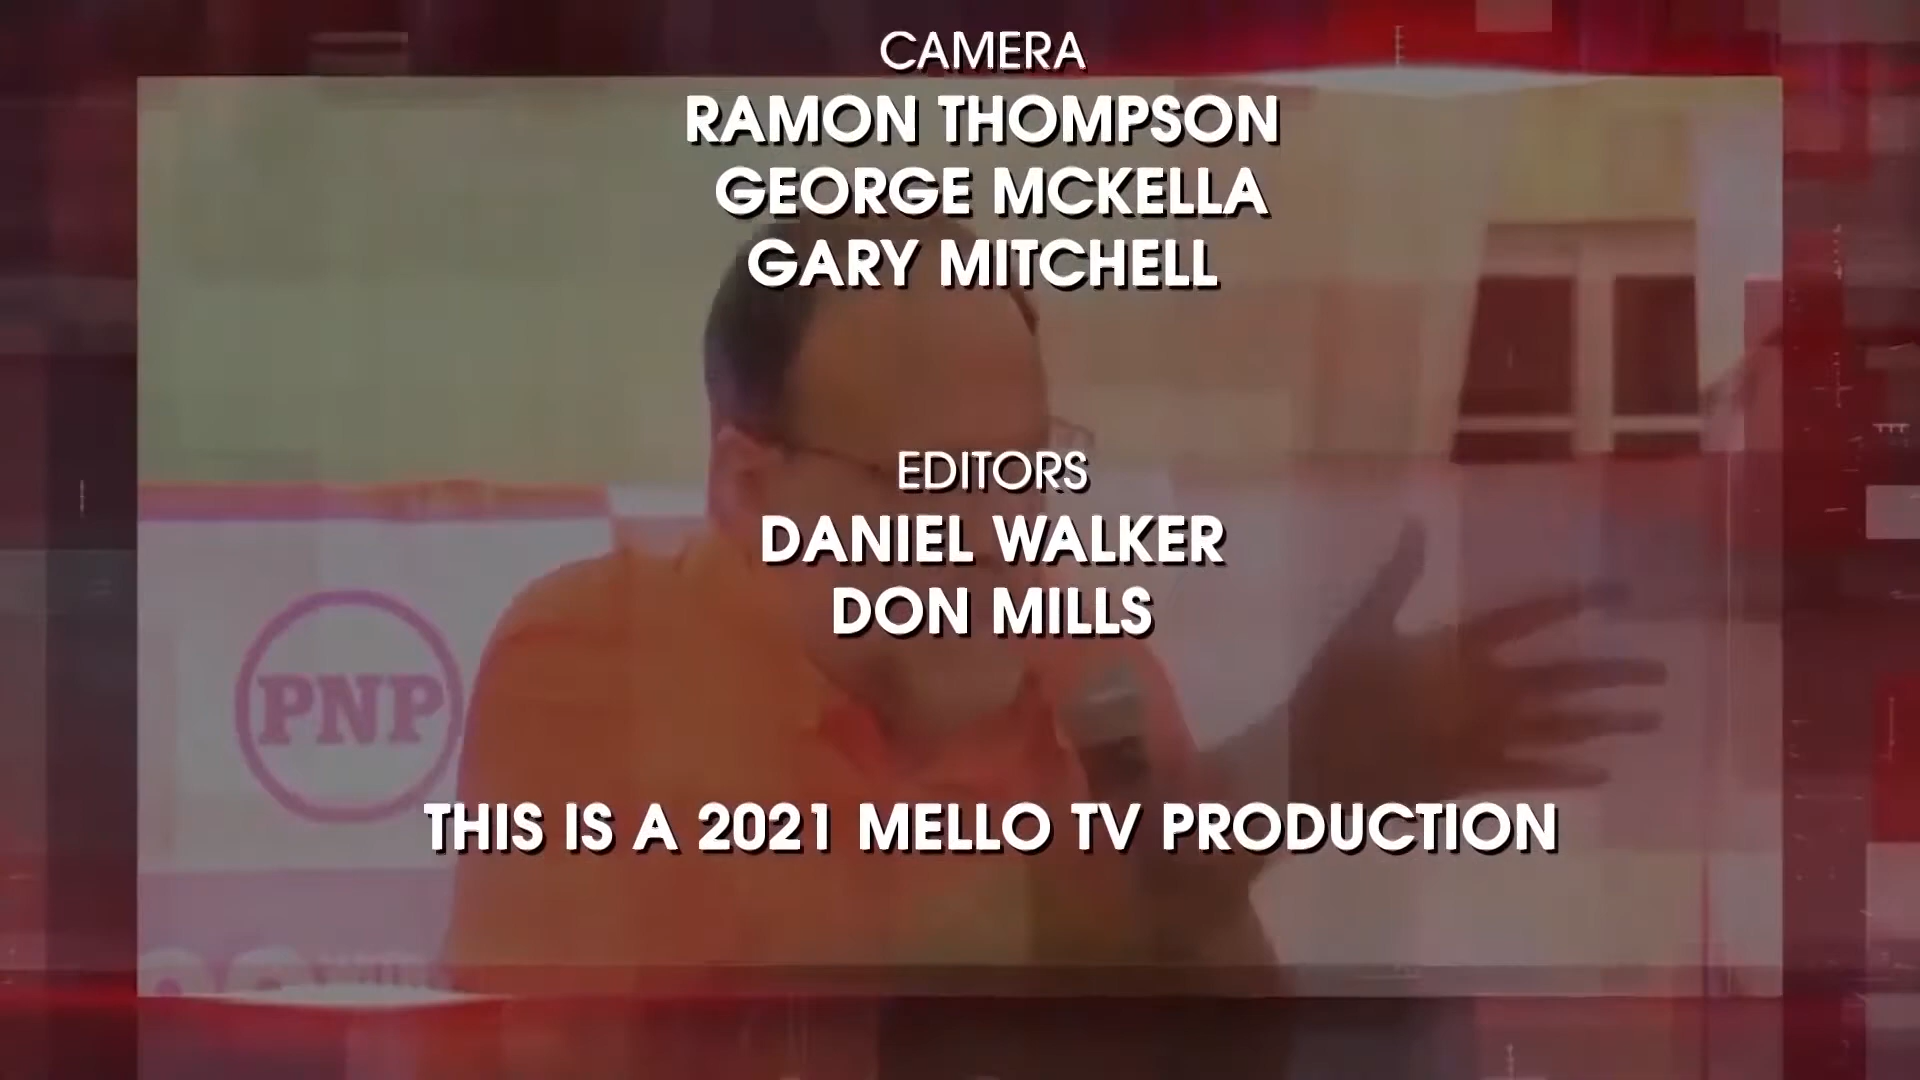 CAMERA
RAMON THOMPSON
GEORGE MCKELLA
GARY MITCHELL
EDITORS
DANIEL WALKER
DON MILLS
PNP
THIS IS A 2021 MELLO TV PRODUCTION